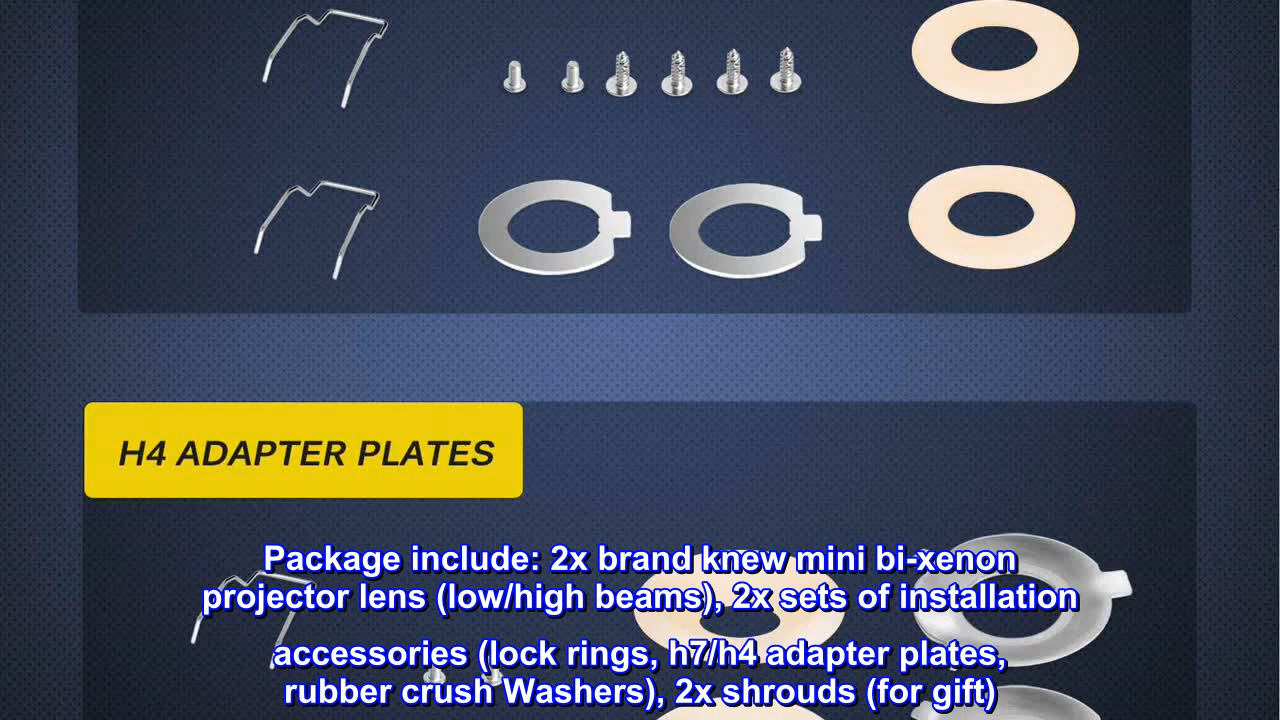 H4 ADAPTER PLATES
Package include: 2x brand knew mini bi-xenon
projector lens (low/high beams), 2x sets of installation
accessories (lock rings, h7/h4 adapter plates,
rubber crush Washers), 2x shrouds (for gift)